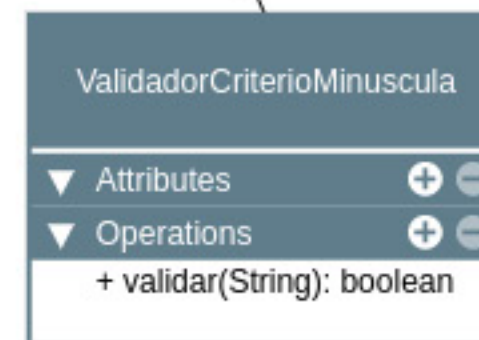 ValidadorCriterioMinuscula
Attributes
Operations
+ validar(String): boolean